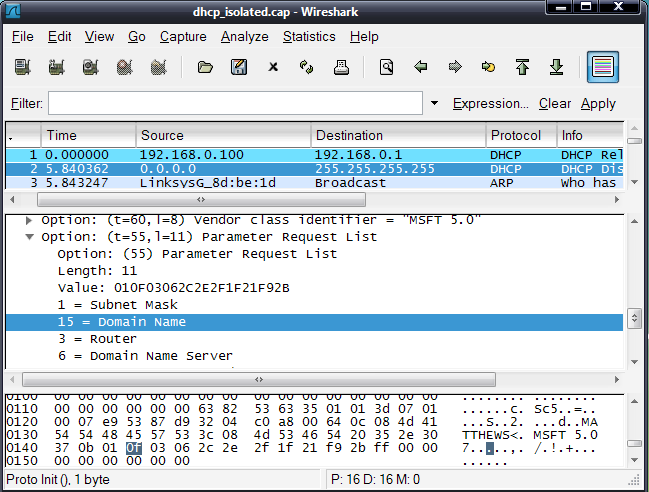 dhcp_isolated.cap - Wireshark
File Edit View Go Capture Analyze Statistics Help
Filter: Expression... Clear Apply
Time Source Destination Protocol Info
1 0.000000 192.168.0.100 192.168.0.1 DHCP DHCP Rel
2 5.840362 0.0.0.0 255.255.255.255 DHCP DHCP Dis
3 5.843247 LinksysG_8d:be:1d Broadcast ARP Who has
Option: (t=60,l=8) Vendor class identifier = "MSFT 5.0"
Option: (t=55,l=11) Parameter Request List
Option: (55) Parameter Request List
Length: 11
Value: 010F03062C2E2F1F21F92B
1 = Subnet Mask
15 = Domain Name
3 = Router
6 = Domain Name Server
0100 00 00 00 00 00 00 00 00 00 00 00 00 00 00 00 00 ........ ........
0110 00 00 00 00 00 00 63 82 53 63 35 01 01 3d 07 01 ......c. Sc5..=..
0120 00 07 e9 53 87 d9 32 04 c0 a8 00 64 0c 08 4d 41 ...S..2. ...d..MA
0130 54 54 48 45 57 53 3c 08 4d 53 46 54 20 35 2e 30 TTHEWS<. MSFT 5.0
0140 37 0b 01 0f 03 06 2c 2e 2f 1f 21 f9 2b ff 00 00 7.....,. /.!.+...
0150 00 00 00 00 00 00 ......
Proto Init (), 1 byte P: 16 D: 16 M: 0